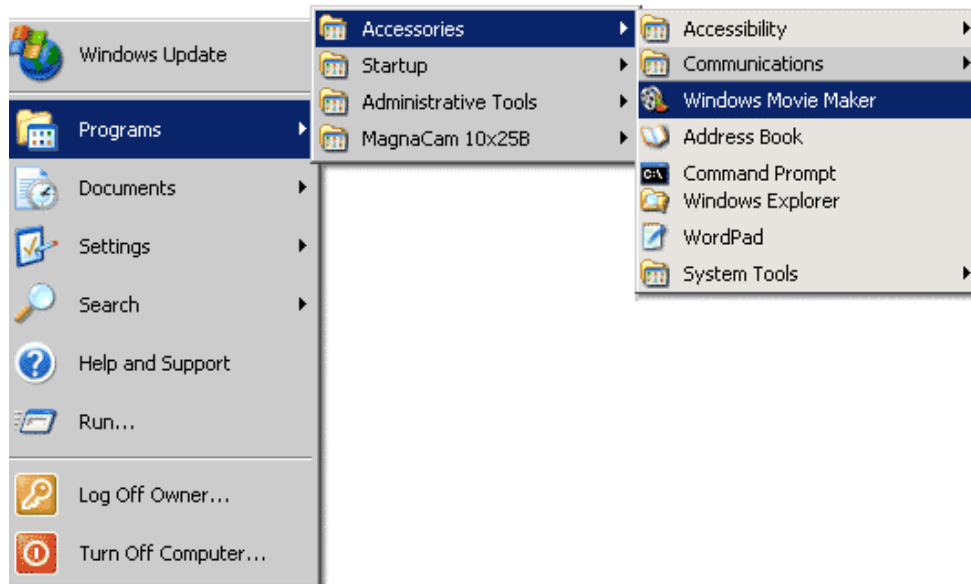 Windows Update
Programs
Documents
Settings
Search
Help and Support
Run...
Log Off Owner...
Turn Off Computer...
Accessories
Startup
Administrative Tools
MagnaCam 10x25B
Accessibility
Communications
Windows Movie Maker
Address Book
Command Prompt
Windows Explorer
WordPad
System Tools